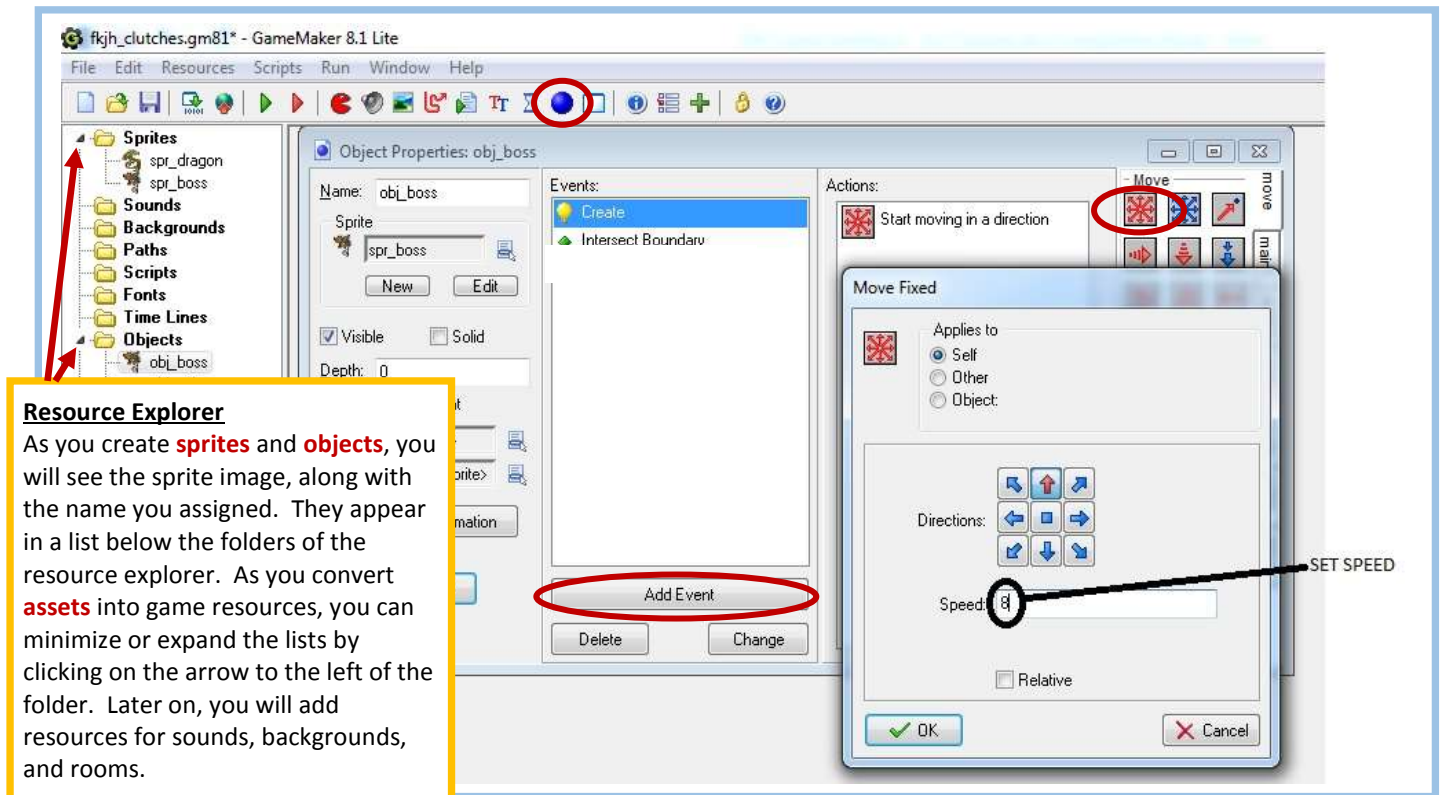 fkjh_clutches.gm81* - GameMaker 8.1 Lite
File Edit Resources Scripts Run Window Help
Sprites
spr_dragon
spr_boss
Sounds
Backgrounds
Paths
Scripts
Fonts
Time Lines
Objects
obj_boss
Object Properties: obj_boss
Name: obj_boss
Sprite
spr_boss
New Edit
Visible Solid
Depth: 0
Events:
Create
Intersect Boundary
Add Event
Delete Change
Actions:
Start moving in a direction
Move
move
Move Fixed
Applies to
Self
Other
Object:
Directions:
Speed: 8
SET SPEED
Relative
OK Cancel
Resource Explorer
As you create sprites and objects, you
will see the sprite image, along with
the name you assigned. They appear
in a list below the folders of the
resource explorer. As you convert
assets into game resources, you can
minimize or expand the lists by
clicking on the arrow to the left of the
folder. Later on, you will add
resources for sounds, backgrounds,
and rooms.